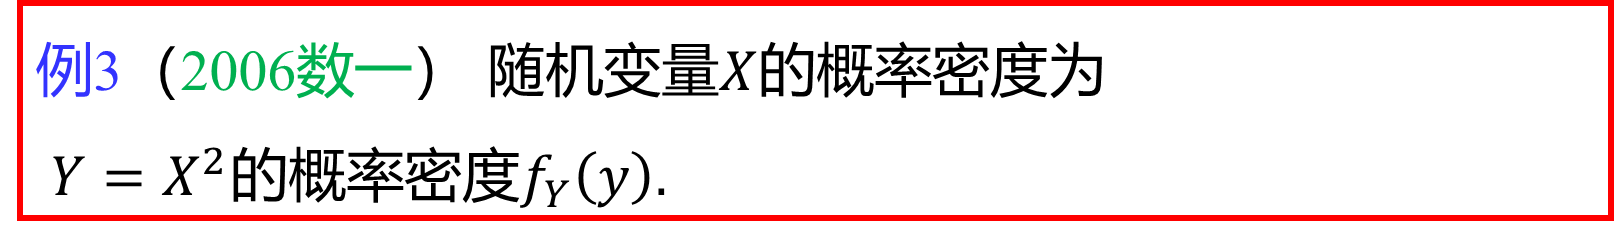 例3（2006数一） 随机变量X的概率密度为
Y = X²的概率密度f_Y(y).